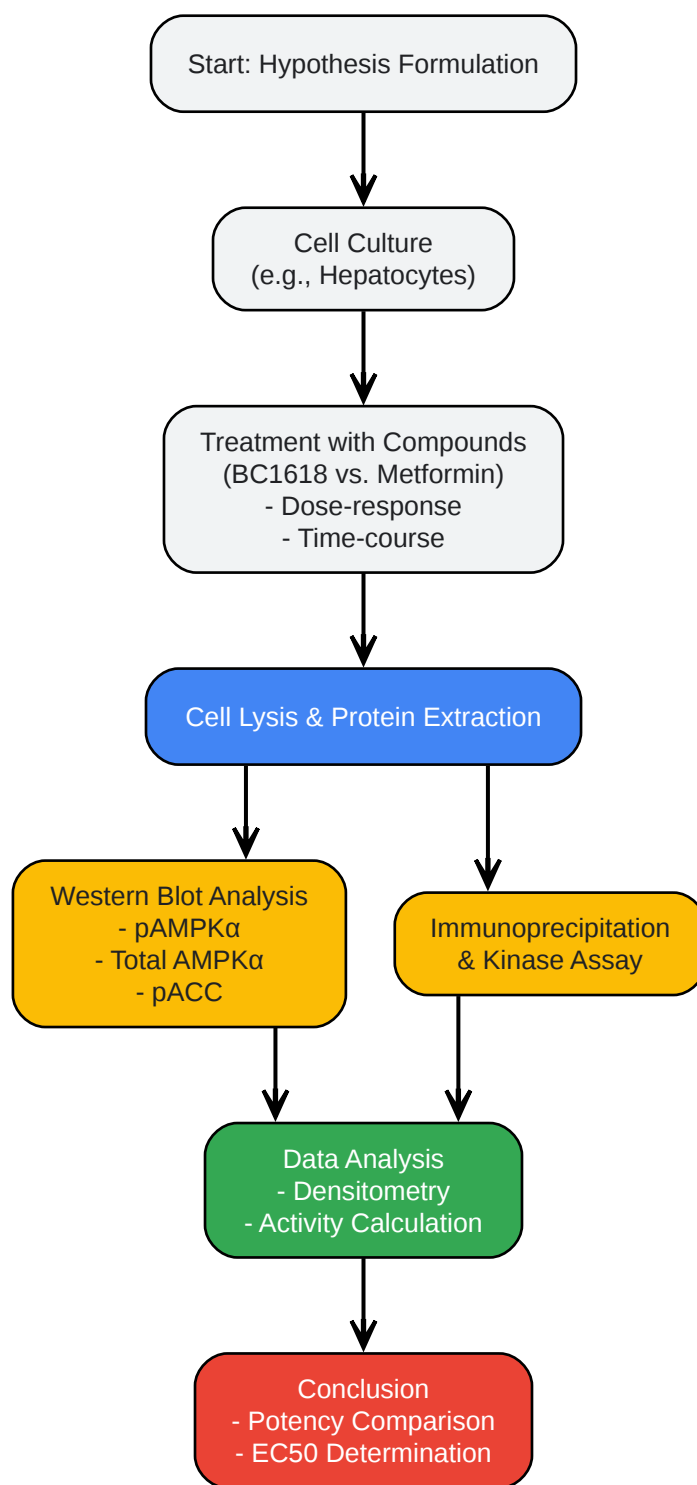 Start: Hypothesis Formulation
Cell Culture
(e.g., Hepatocytes)
Treatment with Compounds
(BC1618 vs. Metformin)
- Dose-response
- Time-course
Cell Lysis & Protein Extraction
Western Blot Analysis
- pAMPKα
- Total AMPKα
- pACC
Immunoprecipitation
& Kinase Assay
Data Analysis
- Densitometry
- Activity Calculation
Conclusion
- Potency Comparison
- EC50 Determination